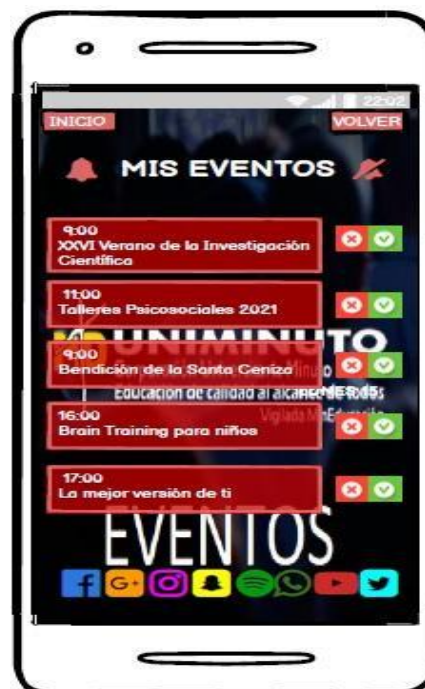 22:02
INICIO
VOLVER
MIS EVENTOS
9:00
XXVI Verano de la Investigación
Científica
11:00
Talleres Psicosociales 2021
UNIMINUTO
9:00
Bendición de la Santa Ceniza
Educación de calidad al alcance de todos
Vigilada MinEducación
16:00
Brain Training para niños
17:00
La mejor versión de ti
EVENTOS